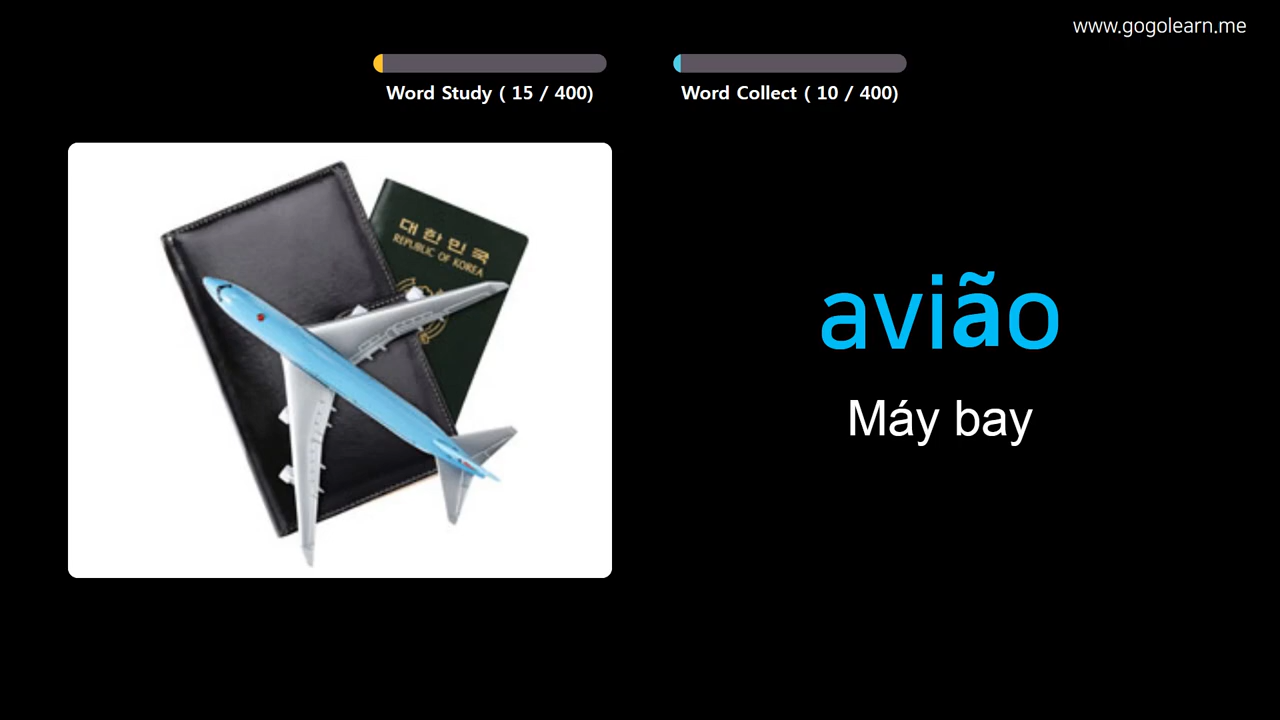 www.gogolearn.me
Word Study ( 15 / 400)
Word Collect ( 10 / 400)
대한민국
REPUBLIC OF KOREA
avião
Máy bay